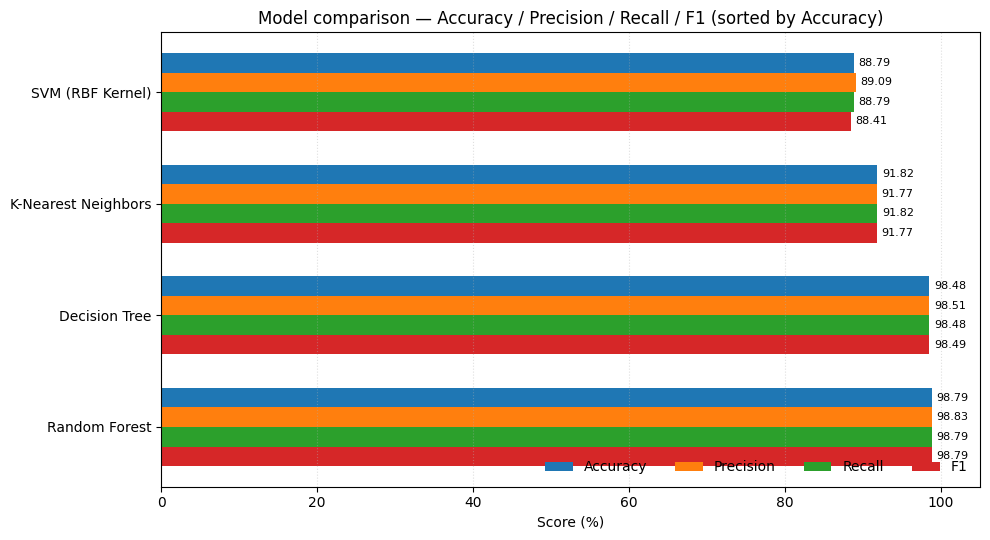 Model comparison — Accuracy / Precision / Recall / F1 (sorted by Accuracy)
SVM (RBF Kernel)
88.79
89.09
88.79
88.41
K-Nearest Neighbors
91.82
91.77
91.82
91.77
Decision Tree
98.48
98.51
98.48
98.49
Random Forest
98.79
98.83
98.79
98.79
Accuracy Precision Recall F1
0 20 40 60 80 100
Score (%)